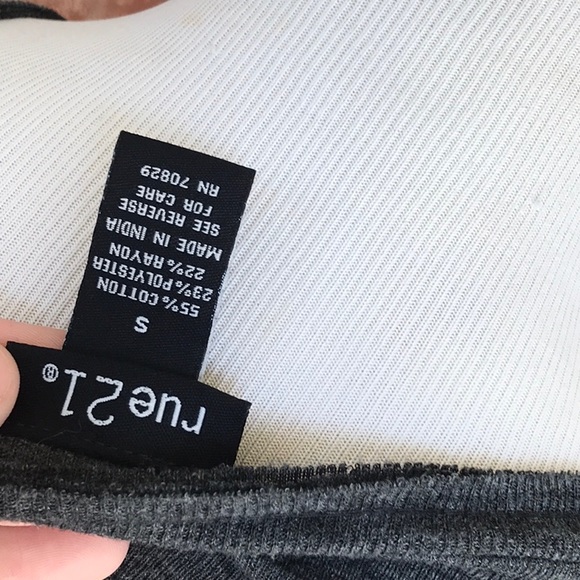 rue21®
S
55% COTTON
23% POLYESTER
22% RAYON
MADE IN INDIA
SEE REVERSE
FOR CARE
RN 70829